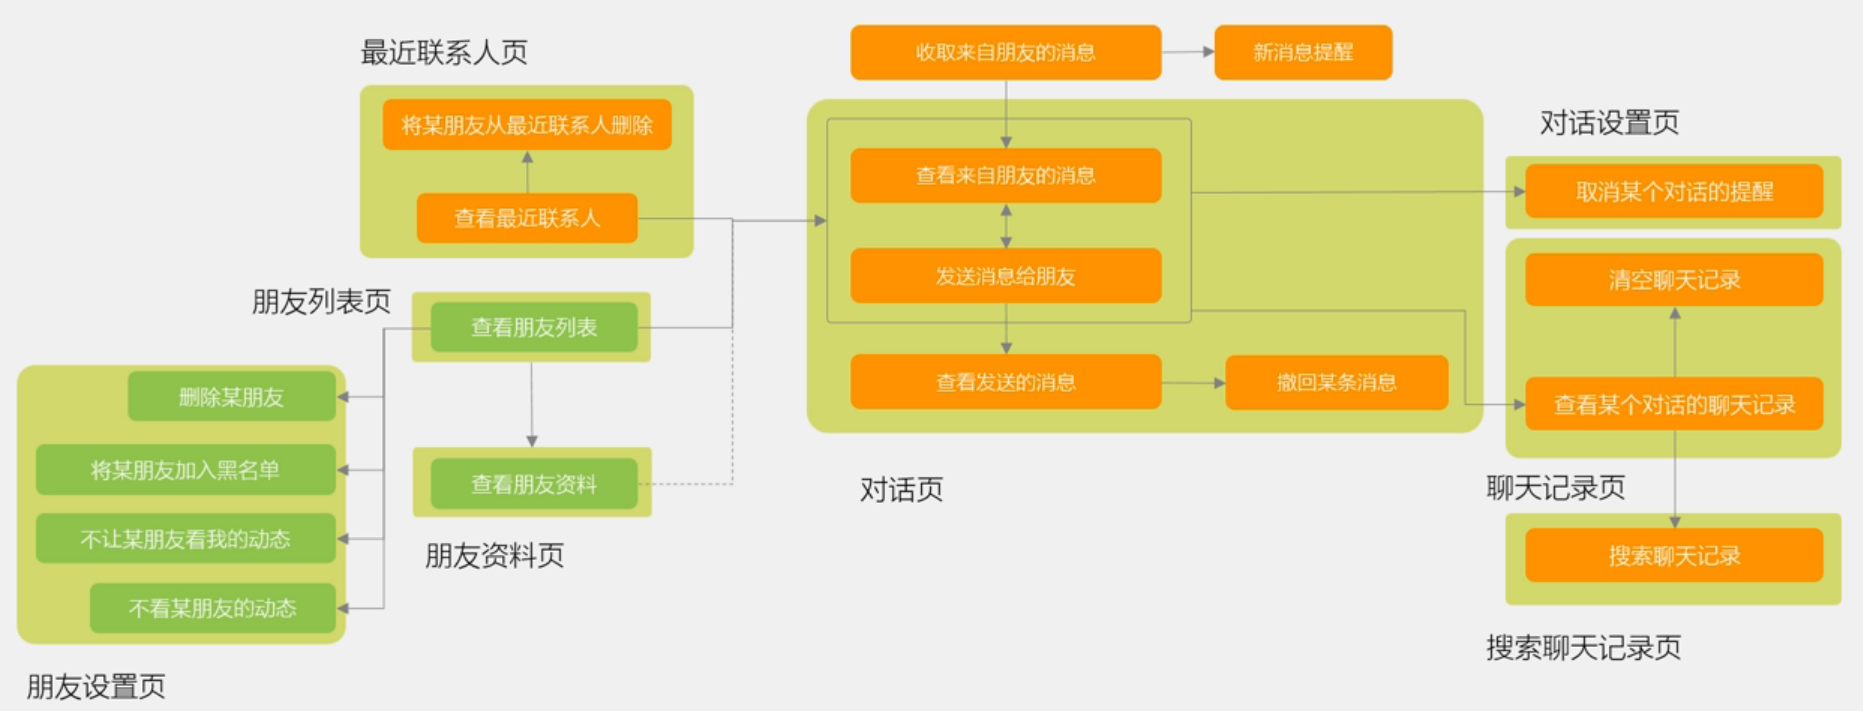 最近联系人页
将某朋友从最近联系人删除
查看最近联系人
朋友列表页
查看朋友列表
删除某朋友
将某朋友加入黑名单
不让某朋友看我的动态
不看某朋友的动态
朋友设置页
查看朋友资料
朋友资料页
收取来自朋友的消息
新消息提醒
查看来自朋友的消息
发送消息给朋友
查看发送的消息
撤回某条消息
对话页
对话设置页
取消某个对话的提醒
清空聊天记录
查看某个对话的聊天记录
聊天记录页
搜索聊天记录
搜索聊天记录页